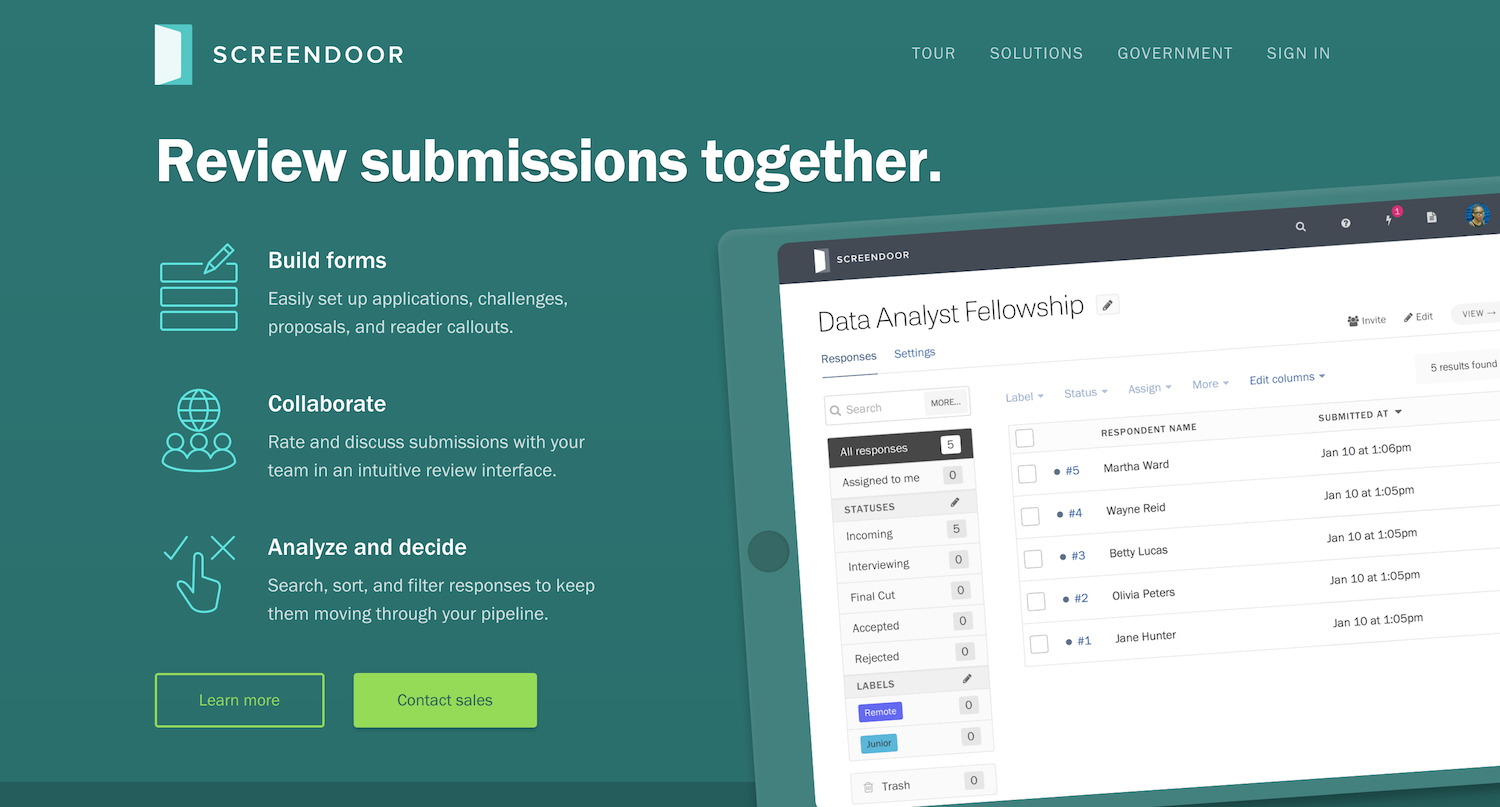 SCREENDOOR
TOUR SOLUTIONS GOVERNMENT SIGN IN
Review submissions together.
Build forms
Easily set up applications, challenges,
proposals, and reader callouts.
Collaborate
Rate and discuss submissions with your
team in an intuitive review interface.
Analyze and decide
Search, sort, and filter responses to keep
them moving through your pipeline.
Learn more
Contact sales
SCREENDOOR
1
Data Analyst Fellowship
Invite Edit VIEW →
Responses Settings
5 results found
Search MORE...
Label Status Assign More Edit columns
All responses 5
Assigned to me 0
STATUSES
Incoming 5
Interviewing 0
Final Cut 0
Accepted 0
Rejected 0
LABELS
Remote 0
Junior 0
Trash 0
RESPONDENT NAME SUBMITTED AT
#5 Martha Ward Jan 10 at 1:06pm
#4 Wayne Reid Jan 10 at 1:05pm
#3 Betty Lucas Jan 10 at 1:05pm
#2 Olivia Peters Jan 10 at 1:05pm
#1 Jane Hunter Jan 10 at 1:05pm